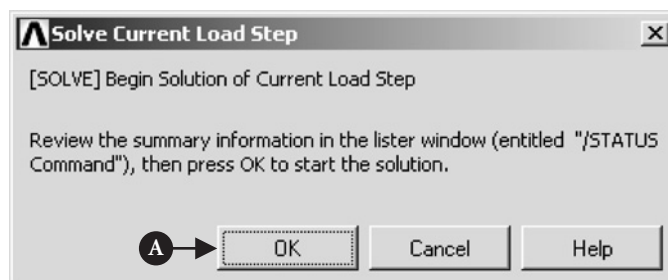 Solve Current Load Step
[SOLVE] Begin Solution of Current Load Step
Review the summary information in the lister window (entitled "/STATUS
Command"), then press OK to start the solution.
A OK Cancel Help